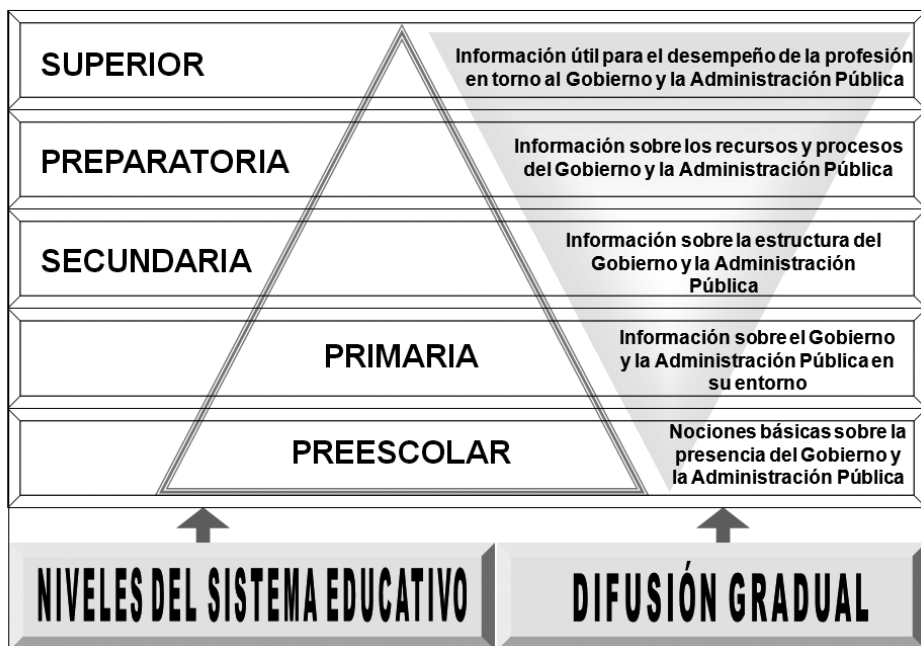 SUPERIOR
Información útil para el desempeño de la profesión
en torno al Gobierno y la Administración Pública
PREPARATORIA
Información sobre los recursos y procesos
del Gobierno y la Administración Pública
SECUNDARIA
Información sobre la estructura del
Gobierno y la Administración
Pública
PRIMARIA
Información sobre el Gobierno
y la Administración Pública en
su entorno
PREESCOLAR
Nociones básicas sobre la
presencia del Gobierno y
la Administración Pública
NIVELES DEL SISTEMA EDUCATIVO
DIFUSIÓN GRADUAL